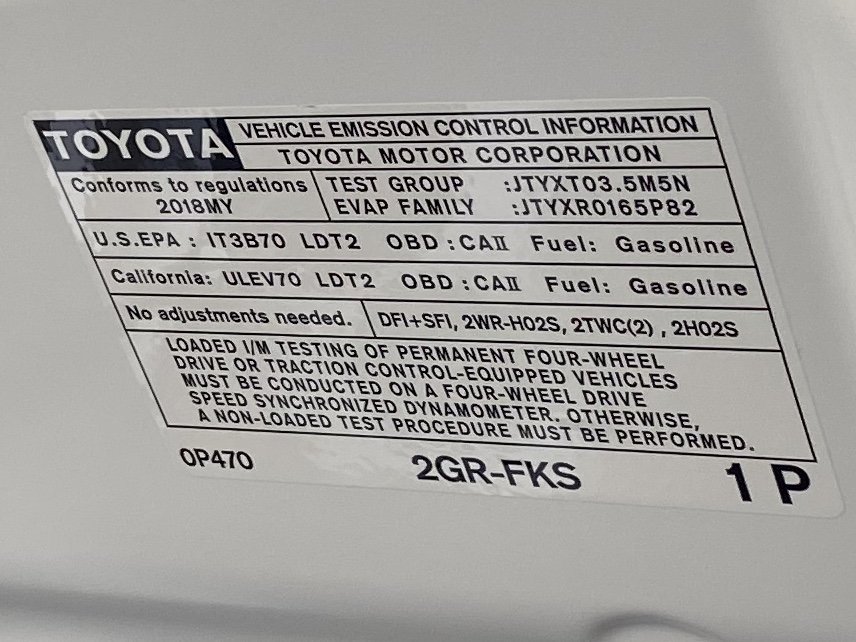 TOYOTA VEHICLE EMISSION CONTROL INFORMATION
TOYOTA MOTOR CORPORATION
Conforms to regulations
2018MY
TEST GROUP :JTYXT03.5M5N
EVAP FAMILY :JTYXR0165P82
U.S.EPA : IT3B70 LDT2 OBD : CAII Fuel: Gasoline
California: ULEV70 LDT2 OBD : CAII Fuel: Gasoline
No adjustments needed. DFI+SFI, 2WR-HO2S, 2TWC(2) , 2HO2S
LOADED I/M TESTING OF PERMANENT FOUR-WHEEL
DRIVE OR TRACTION CONTROL-EQUIPPED VEHICLES
MUST BE CONDUCTED ON A FOUR-WHEEL DRIVE
SPEED SYNCHRONIZED DYNAMOMETER. OTHERWISE,
A NON-LOADED TEST PROCEDURE MUST BE PERFORMED.
0P470 2GR-FKS 1 P